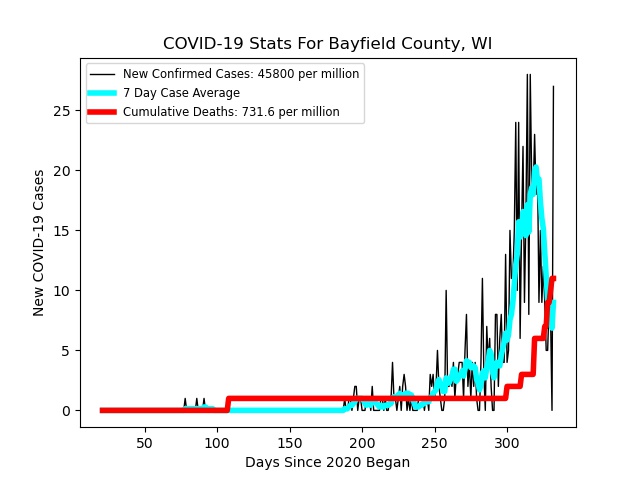 COVID-19 Stats For Bayfield County, WI
New Confirmed Cases: 45800 per million
7 Day Case Average
Cumulative Deaths: 731.6 per million
New COVID-19 Cases
25
20
15
10
5
0
50 100 150 200 250 300
Days Since 2020 Began